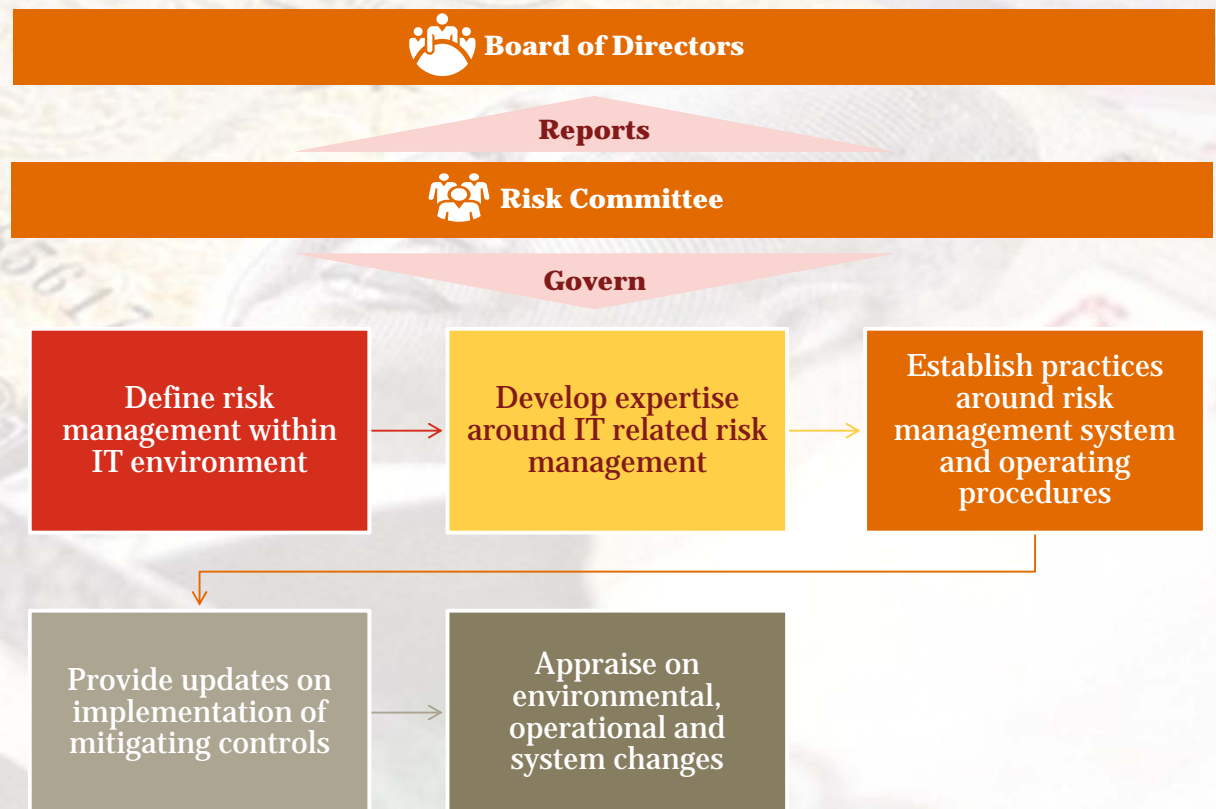 Board of Directors
Reports
Risk Committee
Govern
Define risk
management within
IT environment
Develop expertise
around IT related risk
management
Establish practices
around risk
management system
and operating
procedures
Provide updates on
implementation of
mitigating controls
Appraise on
environmental,
operational and
system changes